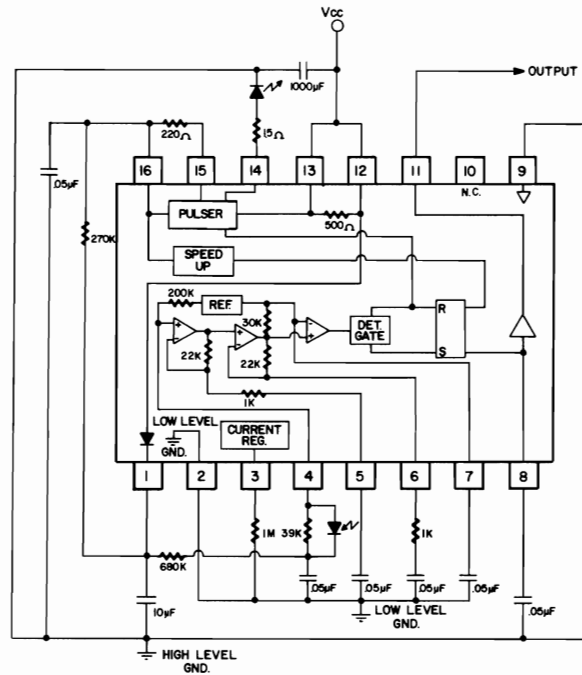 Vcc
OUTPUT
1000µF
220Ω
15Ω
.05µF
16
15
14
13
12
11
10
9
N.C.
PULSER
500Ω
270K
SPEED UP
200K
REF.
30K
DET. GATE
R
S
22K
22K
1K
LOW LEVEL GND.
CURRENT REG.
1
2
3
4
5
6
7
8
1M
39K
1K
680K
.05µF
.05µF
.05µF
.05µF
.05µF
10µF
LOW LEVEL GND.
HIGH LEVEL GND.